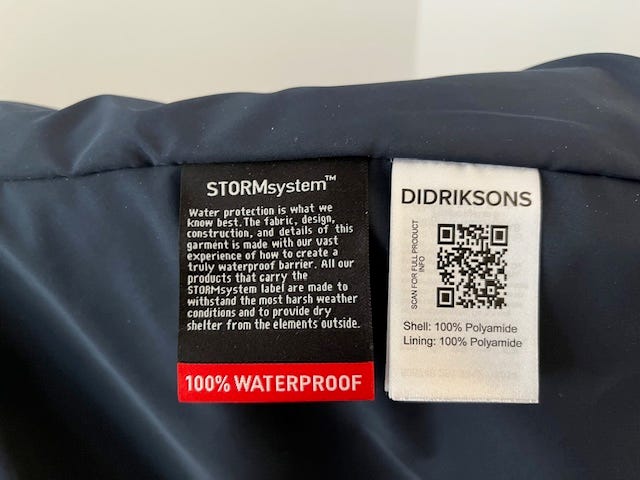 STORMsystem™
Water protection is what we
know best. The fabric, design,
construction, and details of this
garment is made with our vast
experience of how to create a
truly waterproof barrier. All our
products that carry the
STORMsystem label are made to
withstand the most harsh weather
conditions and to provide dry
shelter from the elements outside.
100% WATERPROOF
DIDRIKSONS
SCAN FOR FULL PRODUCT
INFO
Shell: 100% Polyamide
Lining: 100% Polyamide